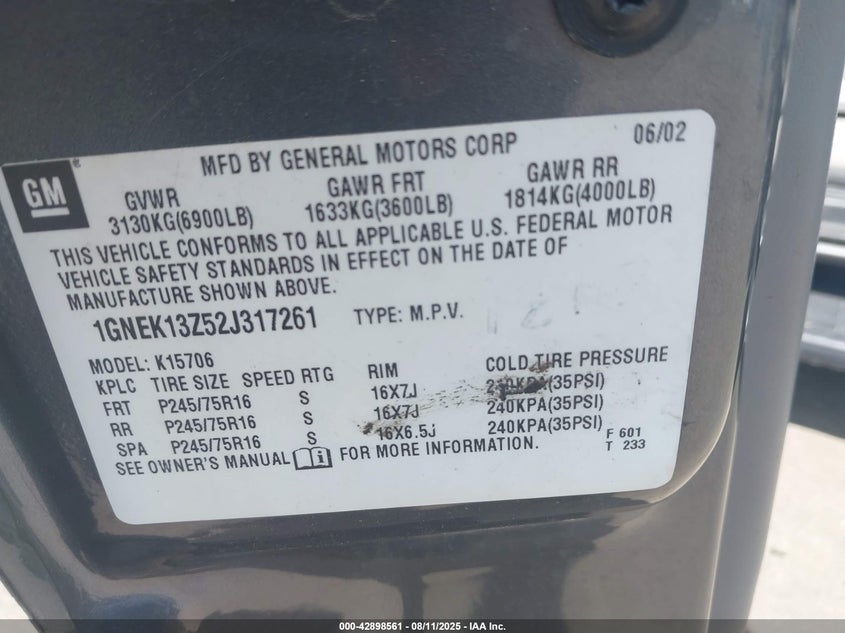 GM
MFD BY GENERAL MOTORS CORP 06/02
GVWR GAWR FRT GAWR RR
3130KG(6900LB) 1633KG(3600LB) 1814KG(4000LB)
THIS VEHICLE CONFORMS TO ALL APPLICABLE U.S. FEDERAL MOTOR
VEHICLE SAFETY STANDARDS IN EFFECT ON THE DATE OF
MANUFACTURE SHOWN ABOVE.
1GNEK13Z52J317261 TYPE: M.P.V.
MODEL: K15706
KPLC TIRE SIZE SPEED RTG RIM COLD TIRE PRESSURE
FRT P245/75R16 S 16X7J 240KPA(35PSI)
RR P245/75R16 S 16X7J 240KPA(35PSI)
SPA P245/75R16 S 16X6.5J 240KPA(35PSI)
SEE OWNER'S MANUAL FOR MORE INFORMATION.
F 601
T 233
000-42898561 - 08/11/2025 - IAA Inc.